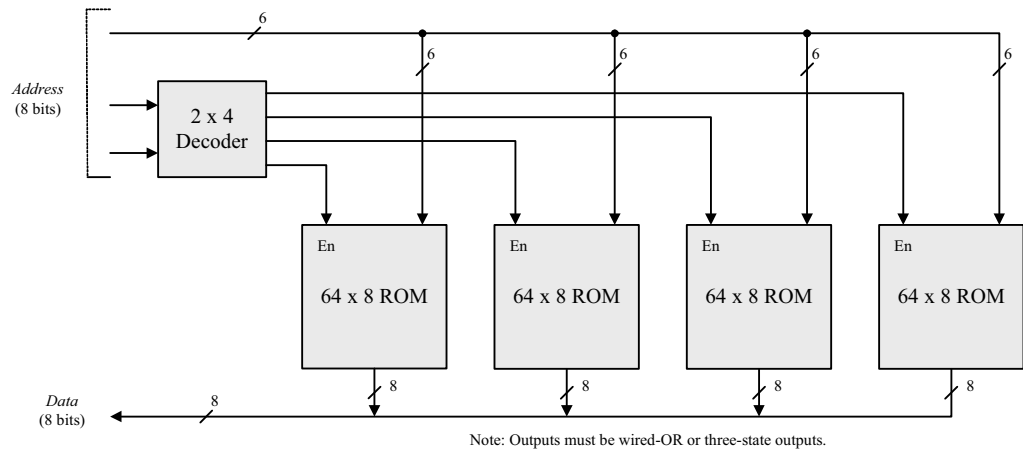 6
6
6
6
6
Address
(8 bits)
2 x 4
Decoder
En
En
En
En
64 x 8 ROM
64 x 8 ROM
64 x 8 ROM
64 x 8 ROM
8
8
8
8
Data
(8 bits)
8
Note: Outputs must be wired-OR or three-state outputs.